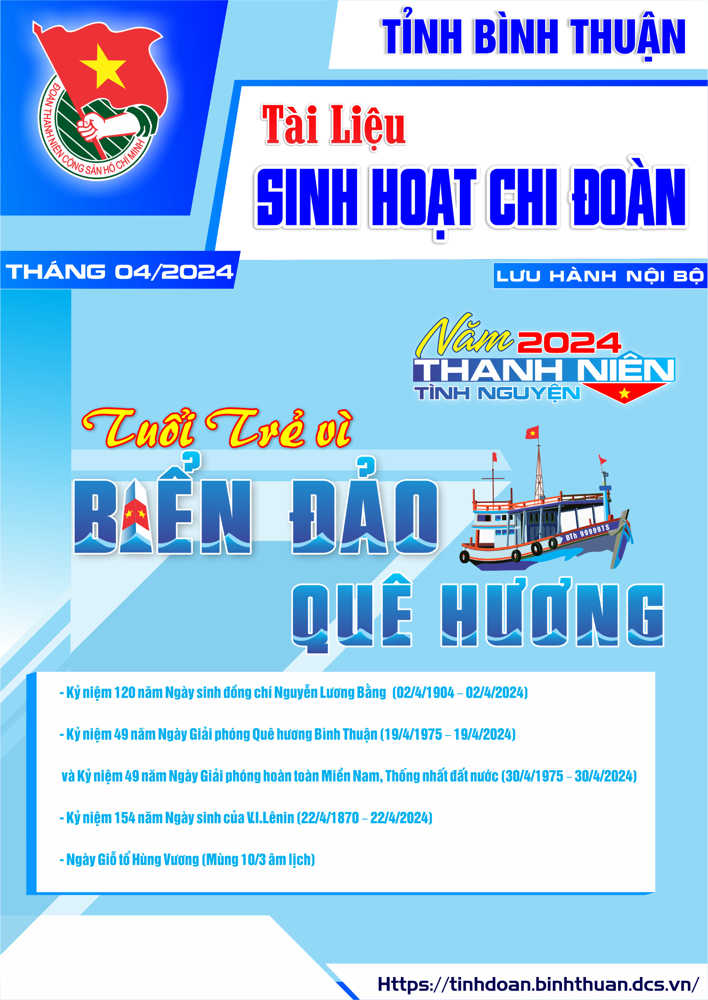 ĐOÀN THANH NIÊN CỘNG SẢN HỒ CHÍ MINH
TỈNH BÌNH THUẬN
Tài Liệu
SINH HOẠT CHI ĐOÀN
THÁNG 04/2024
LƯU HÀNH NỘI BỘ
Năm 2024
THANH NIÊN
TÌNH NGUYỆN
Tuổi Trẻ vì
BIỂN ĐẢO
BTh 99999TS
QUÊ HƯƠNG
- Kỷ niệm 120 năm Ngày sinh đồng chí Nguyễn Lương Bằng (02/4/1904 – 02/4/2024)
- Kỷ niệm 49 năm Ngày Giải phóng Quê hương Bình Thuận (19/4/1975 – 19/4/2024)
và Kỷ niệm 49 năm Ngày Giải phóng hoàn toàn Miền Nam, Thống nhất đất nước (30/4/1975 – 30/4/2024)
- Kỷ niệm 154 năm Ngày sinh của V.I.Lênin (22/4/1870 – 22/4/2024)
- Ngày Giỗ tổ Hùng Vương (Mùng 10/3 âm lịch)
Https://tinhdoan.binhthuan.dcs.vn/